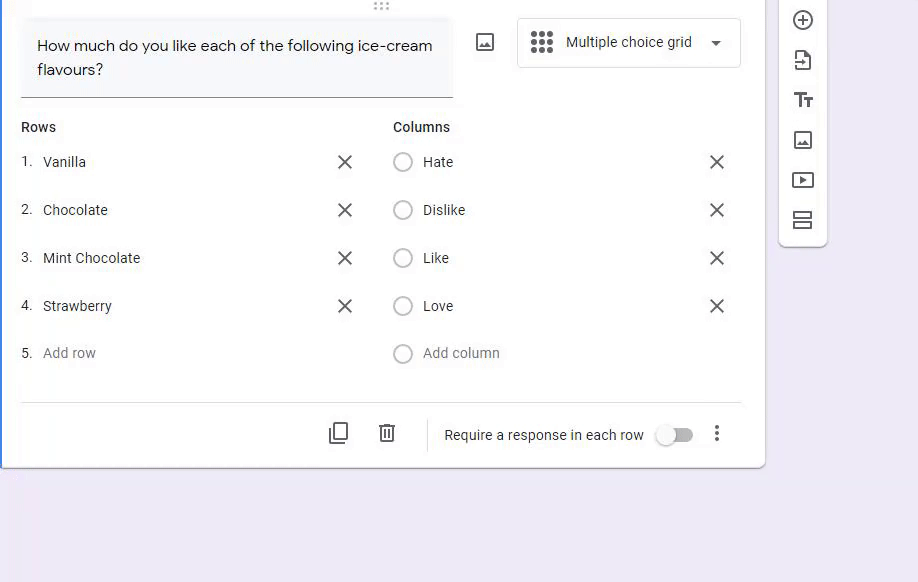 How much do you like each of the following ice-cream
flavours?
Multiple choice grid
Rows
Columns
1. Vanilla
Hate
2. Chocolate
Dislike
3. Mint Chocolate
Like
4. Strawberry
Love
5. Add row
Add column
Require a response in each row
Tт